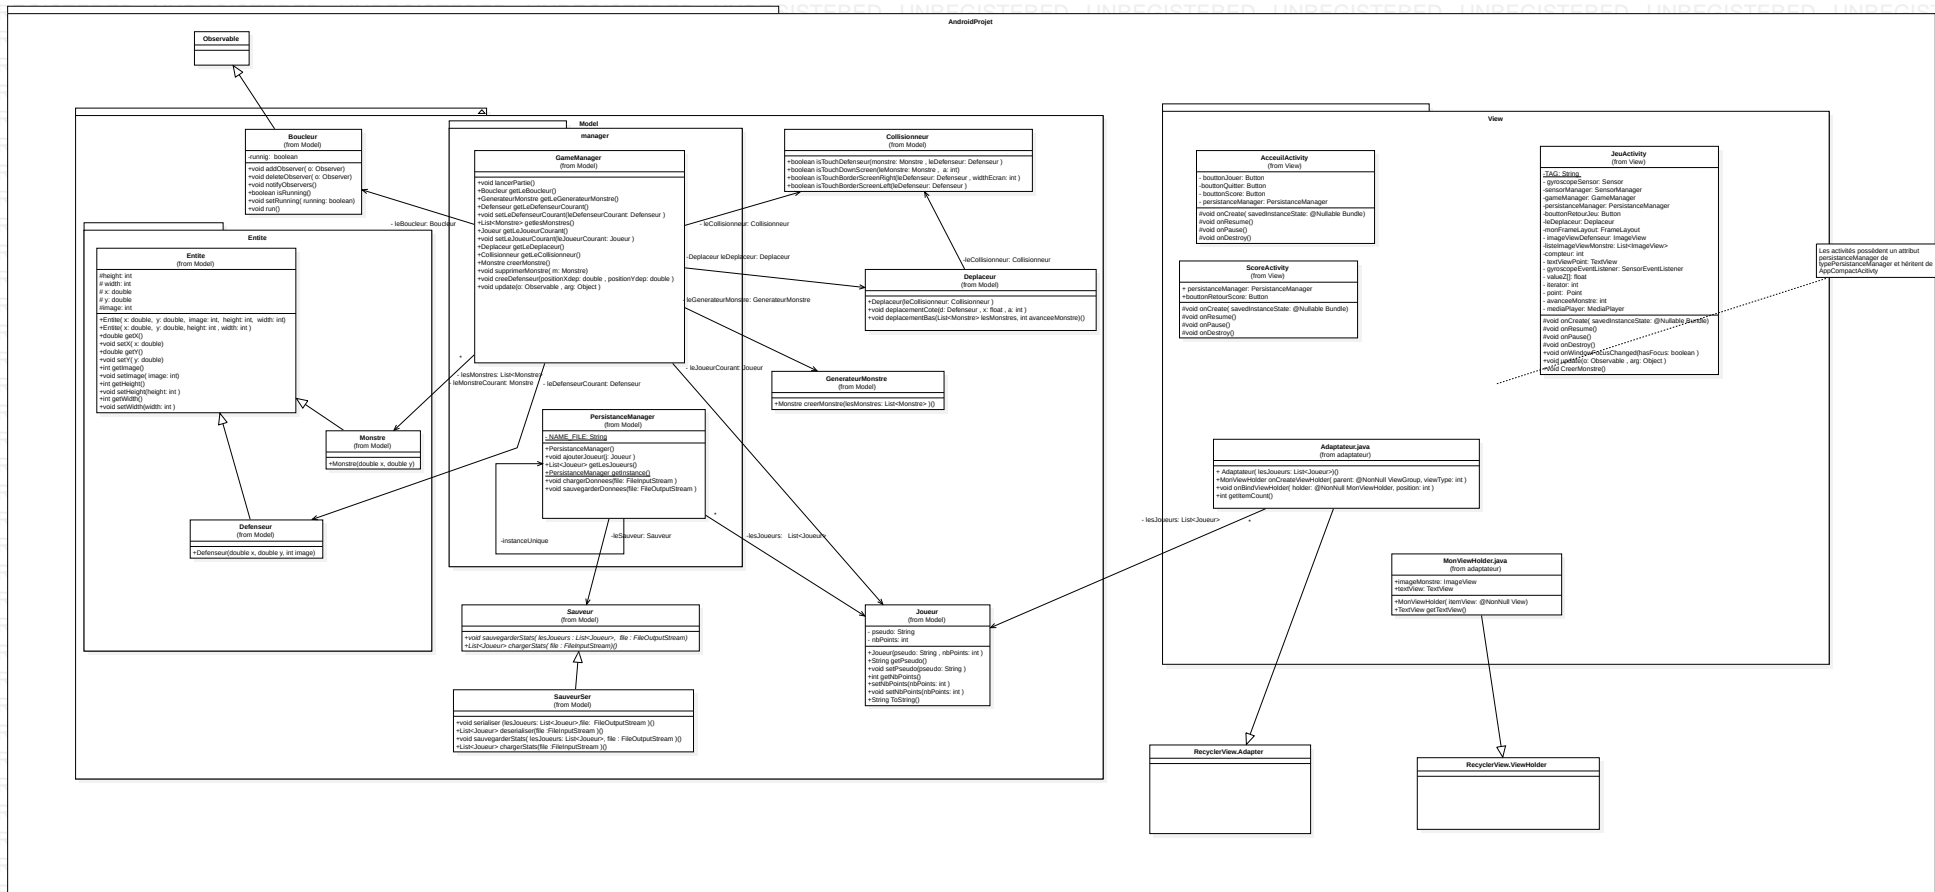 UNREGISTERED UNREGISTERED UNREGISTERED UNREGISTERED UNREGISTERED
AndroidProjet
Observable
Model
Boucleur
(from Model)
-runnig: boolean
+void addObserver( o: Observer)
+void deleteObserver( o: Observer)
+void notifyObservers()
+boolean isRunning()
+void setRunning( running: boolean)
+void run()
manager
GameManager
(from Model)
+void lancerPartie()
+Boucleur getLeBoucleur()
+GenerateurMonstre getLeGenerateurMonstre()
+Defenseur getLeDefenseurCourant()
+void setLeDefenseurCourant(leDefenseurCourant: Defenseur )
+List<Monstre> getlesMonstres()
+Joueur getLeJoueurCourant()
+void setLeJoueurCourant(leJoueurCourant: Joueur )
+Deplaceur getLeDeplaceur()
+Collisionneur getLeCollisionneur()
+Monstre creerMonstre()
+void supprimerMonstre( m: Monstre)
+void creeDefenseur(positionXdep: double , positionYdep: double )
+void update(o: Observable , arg: Object )
Collisionneur
(from Model)
+boolean isTouchDefenseur(monstre: Monstre , leDefenseur: Defenseur )
+boolean isTouchDownScreen(leMonstre: Monstre , a: int)
+boolean isTouchBorderScreenRight(leDefenseur: Defenseur , widthEcran: int )
+boolean isTouchBorderScreenLeft(leDefenseur: Defenseur )
- leBoucleur: Boucleur
- leCollisionneur: Collisionneur
-Deplaceur leDeplaceur: Deplaceur
-leCollisionneur: Collisionneur
- leGenerateurMonstre: GenerateurMonstre
Deplaceur
(from Model)
+Deplaceur(leCollisionneur: Collisionneur )
+void deplacementCote(d: Defenseur , x: float , a: int )
+void deplacementBas(List<Monstre> lesMonstres, int avanceeMonstre)()
GenerateurMonstre
(from Model)
+Monstre creerMonstre(lesMonstres: List<Monstre> )()
Entite
Entite
(from Model)
#height: int
# width: int
# x: double
# y: double
#image: int
+Entite( x: double, y: double, image: int, height: int, width: int)
+Entite( x: double, y: double, height: int , width: int )
+double getX()
+void setX( x: double)
+double getY()
+void setY( y: double)
+int getImage()
+void setImage( image: int)
+int getHeight()
+void setHeight(height: int )
+int getWidth()
+void setWidth(width: int )
*
- lesMonstres: List<Monstre>
- leMonstreCourant: Monstre
- leDefenseurCourant: Defenseur
- leJoueurCourant: Joueur
Monstre
(from Model)
+Monstre(double x, double y)
Defenseur
(from Model)
+Defenseur(double x, double y, int image)
PersistanceManager
(from Model)
- NAME_FILE: String
+PersistanceManager()
+void ajouterJoueur(j: Joueur )
+List<Joueur> getLesJoueurs()
+PersistanceManager getInstance()
+void chargerDonnees(file: FileInputStream )
+void sauvegarderDonnees(file: FileOutputStream )
-instanceUnique
-leSauveur: Sauveur
*
-lesJoueurs: List<Joueur>
Sauveur
(from Model)
+void sauvegarderStats( lesJoueurs : List<Joueur>, file : FileOutputStream)
+List<Joueur> chargerStats( file : FileInputStream)()
SauveurSer
(from Model)
+void serialiser (lesJoueurs: List<Joueur>,file: FileOutputStream )()
+List<Joueur> deserialiser(file :FileInputStream )()
+void sauvegarderStats( lesJoueurs: List<Joueur>, file : FileOutputStream )()
+List<Joueur> chargerStats(file :FileInputStream )()
Joueur
(from Model)
- pseudo: String
- nbPoints: int
+Joueur(pseudo: String , nbPoints: int )
+String getPseudo()
+void setPseudo(pseudo: String )
+int getNbPoints()
+setNbPoints(nbPoints: int )
+void setNbPoints(nbPoints: int )
+String ToString()
View
AcceuilActivity
(from View)
- bouttonJouer: Button
-bouttonQuitter: Button
- bouttonScore: Button
- persistanceManager: PersistanceManager
#void onCreate( savedInstanceState: @Nullable Bundle)
#void onResume()
#void onPause()
#void onDestroy()
ScoreActivity
(from View)
+ persistanceManager: PersistanceManager
+bouttonRetourScore: Button
#void onCreate( savedInstanceState: @Nullable Bundle)
#void onResume()
#void onPause()
#void onDestroy()
JeuActivity
(from View)
-TAG: String
- gyroscopeSensor: Sensor
-sensorManager: SensorManager
-gameManager: GameManager
-persistanceManager: PersistanceManager
-bouttonRetourJeu: Button
-leDeplaceur: Deplaceur
-monFrameLayout: FrameLayout
- imageViewDefenseur: ImageView
-listeImageViewMonstre: List<ImageView>
-compteur: int
- textViewPoint: TextView
- gyroscopeEventListener: SensorEventListener
- valueZ[]: float
- iterator: int
- point: Point
- avanceeMonstre: int
- mediaPlayer: MediaPlayer
#void onCreate( savedInstanceState: @Nullable Bundle)
#void onResume()
#void onPause()
#void onDestroy()
+void onWindowFocusChanged(hasFocus: boolean )
+void update(o: Observable , arg: Object )
+void CreerMonstre()
Les activités possèdent un attribut
persistanceManager de
typePersistanceManager et héritent de
AppCompactAcitivty
Adaptateur.java
(from adaptateur)
+ Adaptateur( lesJoueurs: List<Joueur>)()
+MonViewHolder onCreateViewHolder( parent: @NonNull ViewGroup, viewType: int )
+void onBindViewHolder( holder: @NonNull MonViewHolder, position: int )
+int getItemCount()
- lesJoueurs: List<Joueur>
*
MonViewHolder.java
(from adaptateur)
+imageMonstre: ImageView
+textView: TextView
+MonViewHolder( itemView: @NonNull View)
+TextView getTextView()
RecyclerView.Adapter
RecyclerView.ViewHolder